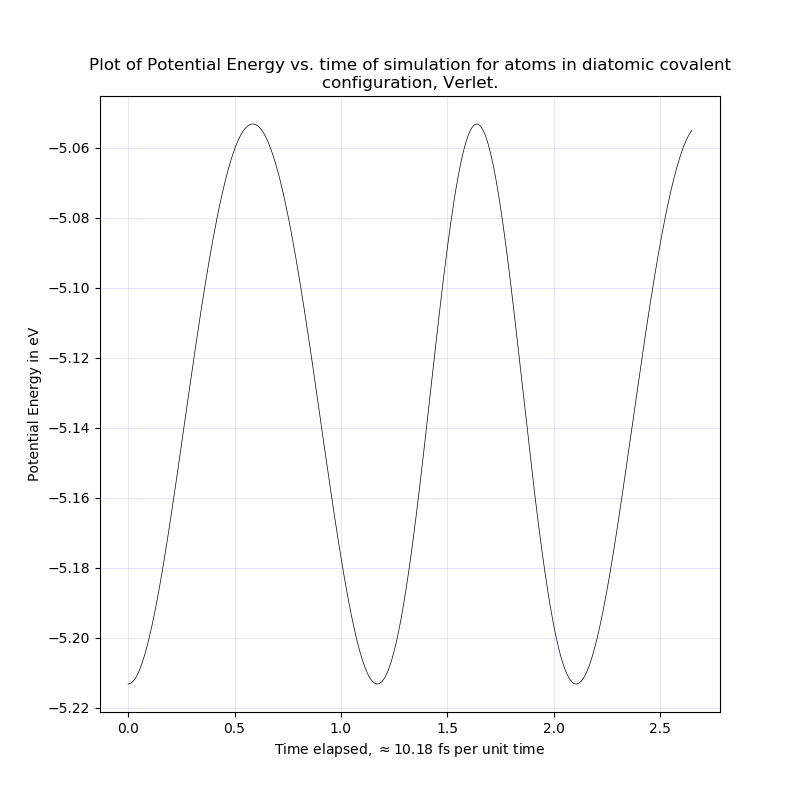 Plot of Potential Energy vs. time of simulation for atoms in diatomic covalent
configuration, Verlet.
Potential Energy in eV
−5.06
−5.08
−5.10
−5.12
−5.14
−5.16
−5.18
−5.20
−5.22
0.0 0.5 1.0 1.5 2.0 2.5
Time elapsed, ≈10.18 fs per unit time